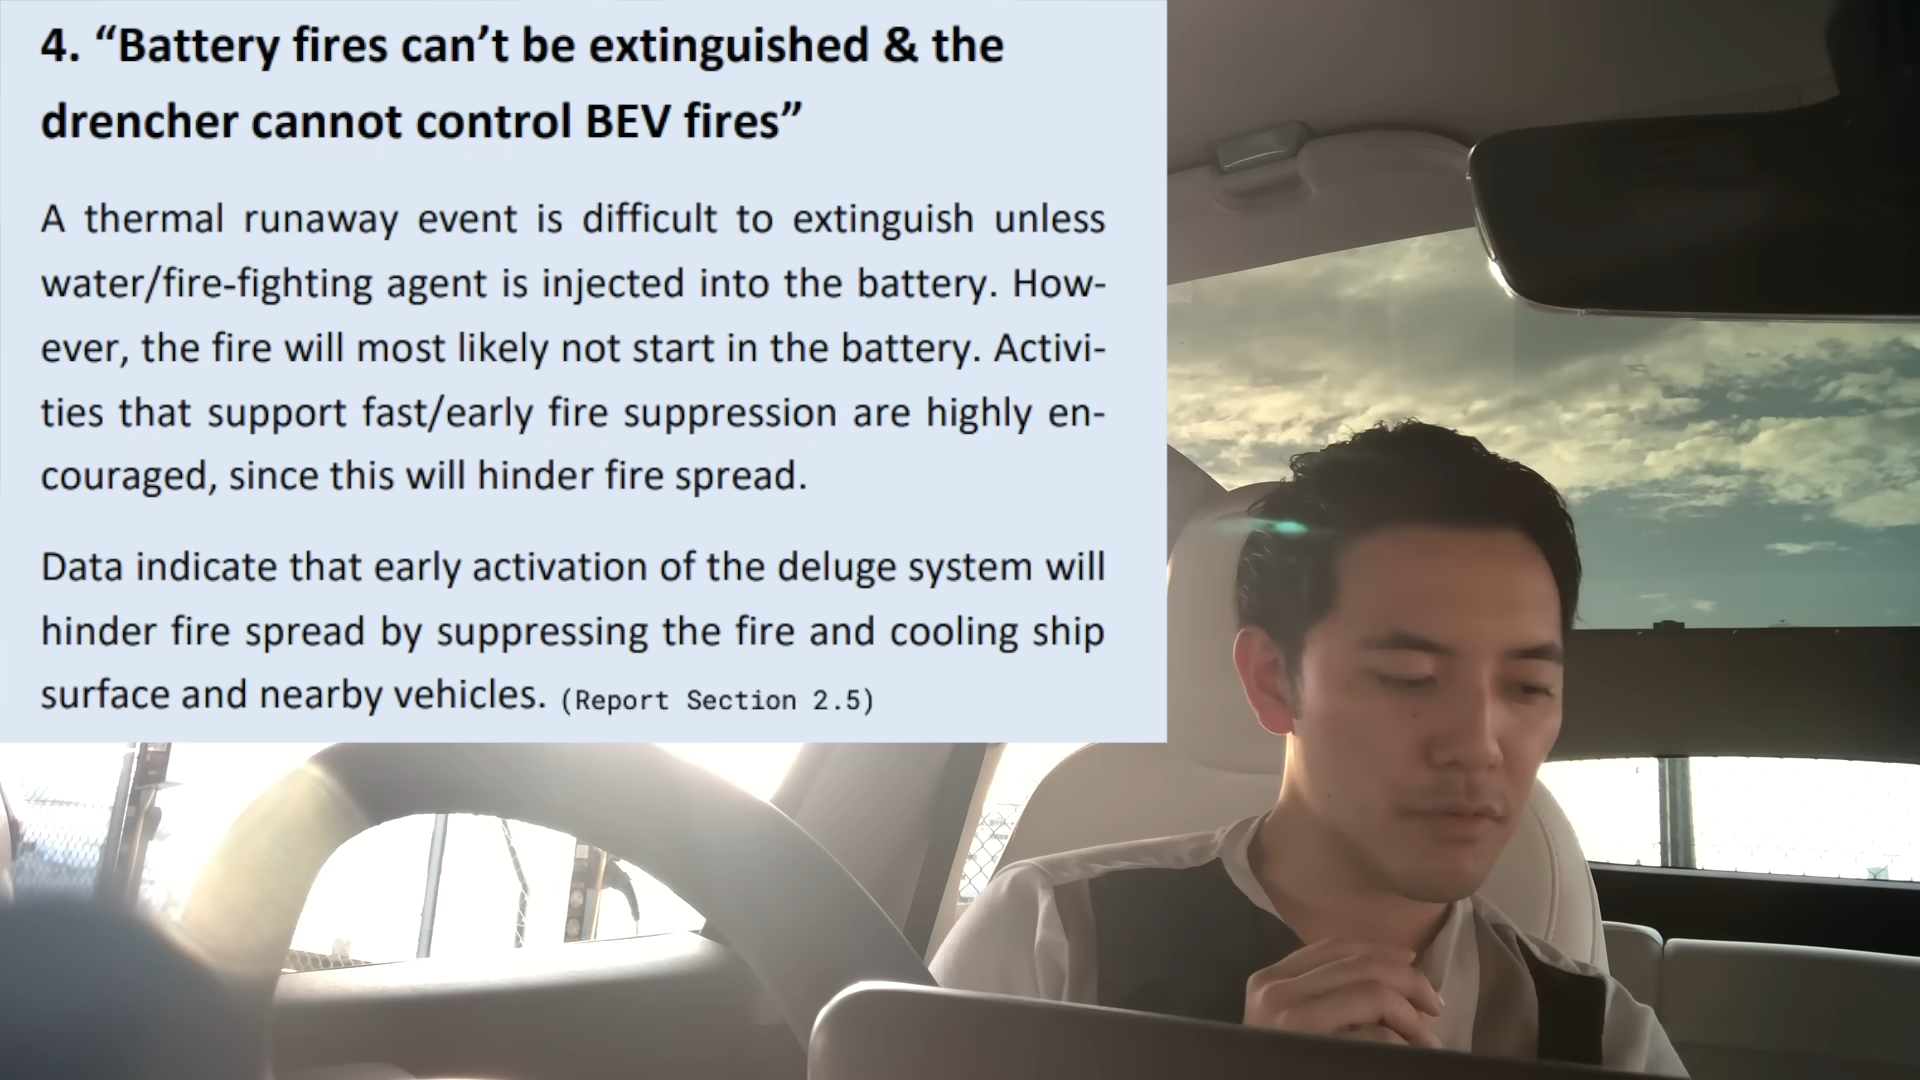 4. “Battery fires can’t be extinguished & the
drencher cannot control BEV fires”
A thermal runaway event is difficult to extinguish unless
water/fire-fighting agent is injected into the battery. How-
ever, the fire will most likely not start in the battery. Activi-
ties that support fast/early fire suppression are highly en-
couraged, since this will hinder fire spread.
Data indicate that early activation of the deluge system will
hinder fire spread by suppressing the fire and cooling ship
surface and nearby vehicles. (Report Section 2.5)